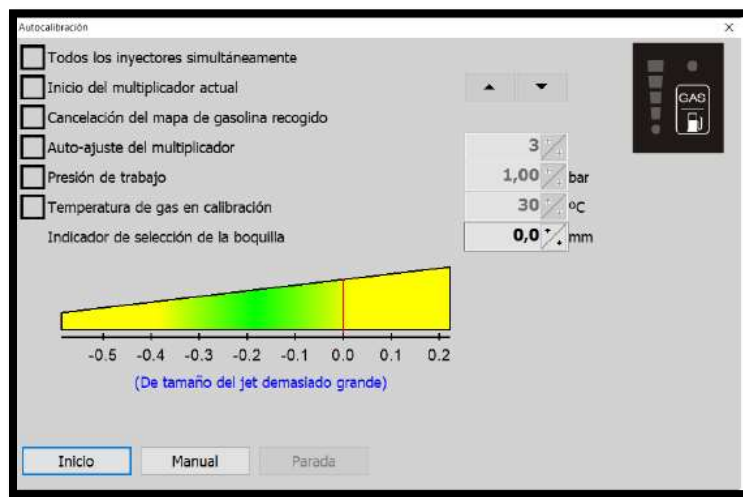 Autocalibración
Todos los inyectores simultáneamente
Inicio del multiplicador actual
Cancelación del mapa de gasolina recogido
Auto-ajuste del multiplicador 3
Presión de trabajo 1,00 bar
Temperatura de gas en calibración 30 ºC
Indicador de selección de la boquilla 0,0 mm
GAS
-0.5 -0.4 -0.3 -0.2 -0.1 0.0 0.1 0.2
(De tamaño del jet demasiado grande)
Inicio Manual Parada